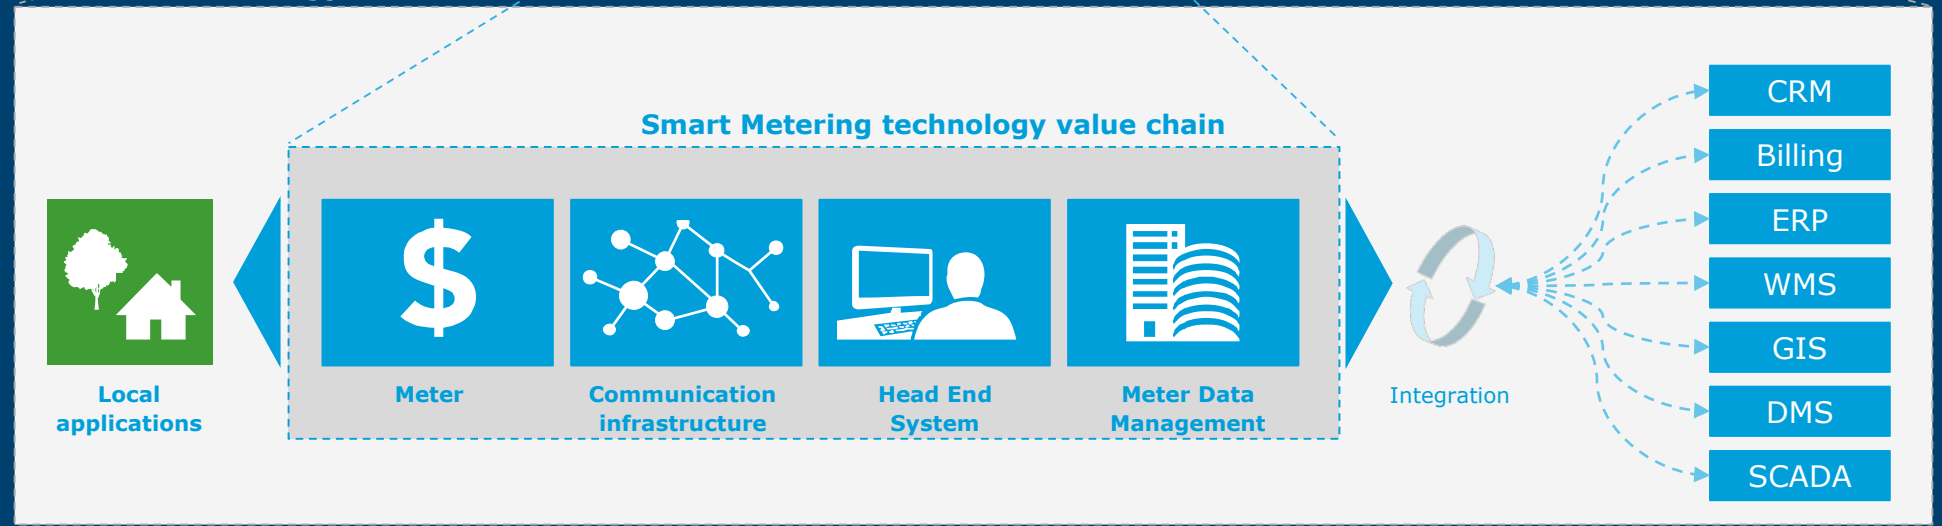 Smart Metering technology value chain
Local
applications
Meter
Communication
infrastructure
Head End
System
Meter Data
Management
Integration
CRM
Billing
ERP
WMS
GIS
DMS
SCADA